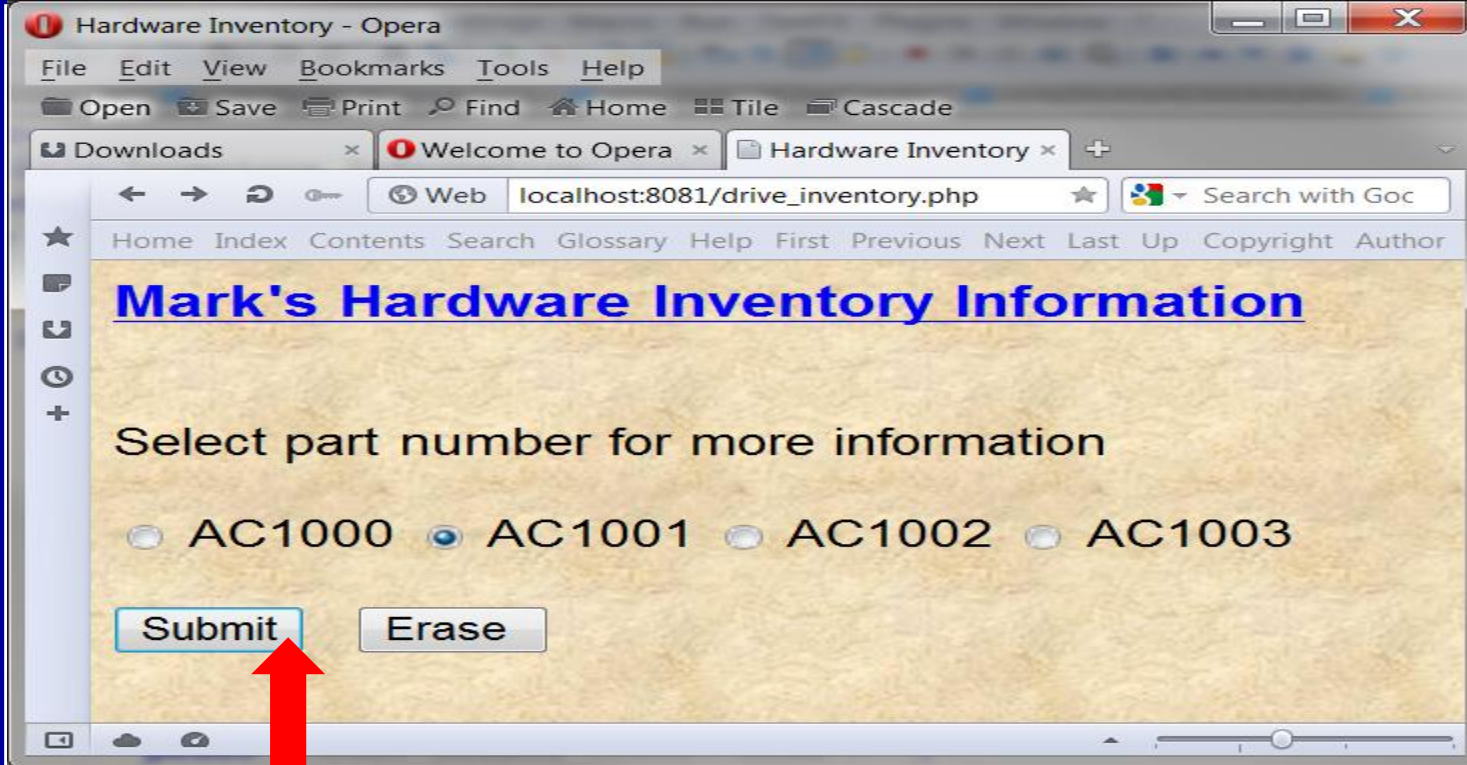 Hardware Inventory - Opera
File Edit View Bookmarks Tools Help
Open Save Print Find Home Tile Cascade
Downloads Welcome to Opera Hardware Inventory
Web localhost:8081/drive_inventory.php Search with Goc
Home Index Contents Search Glossary Help First Previous Next Last Up Copyright Author
Mark's Hardware Inventory Information
Select part number for more information
AC1000 AC1001 AC1002 AC1003
Submit Erase